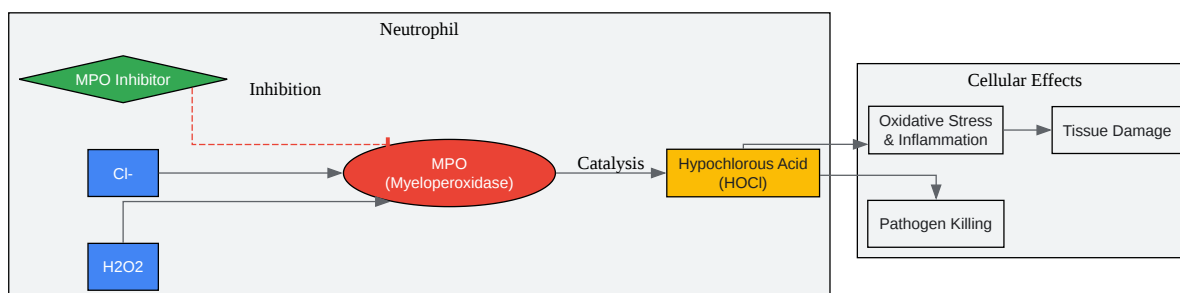 Neutrophil
MPO Inhibitor
Inhibition
Cl-
H2O2
MPO
(Myeloperoxidase)
Catalysis
Hypochlorous Acid
(HOCl)
Cellular Effects
Oxidative Stress
& Inflammation
Tissue Damage
Pathogen Killing